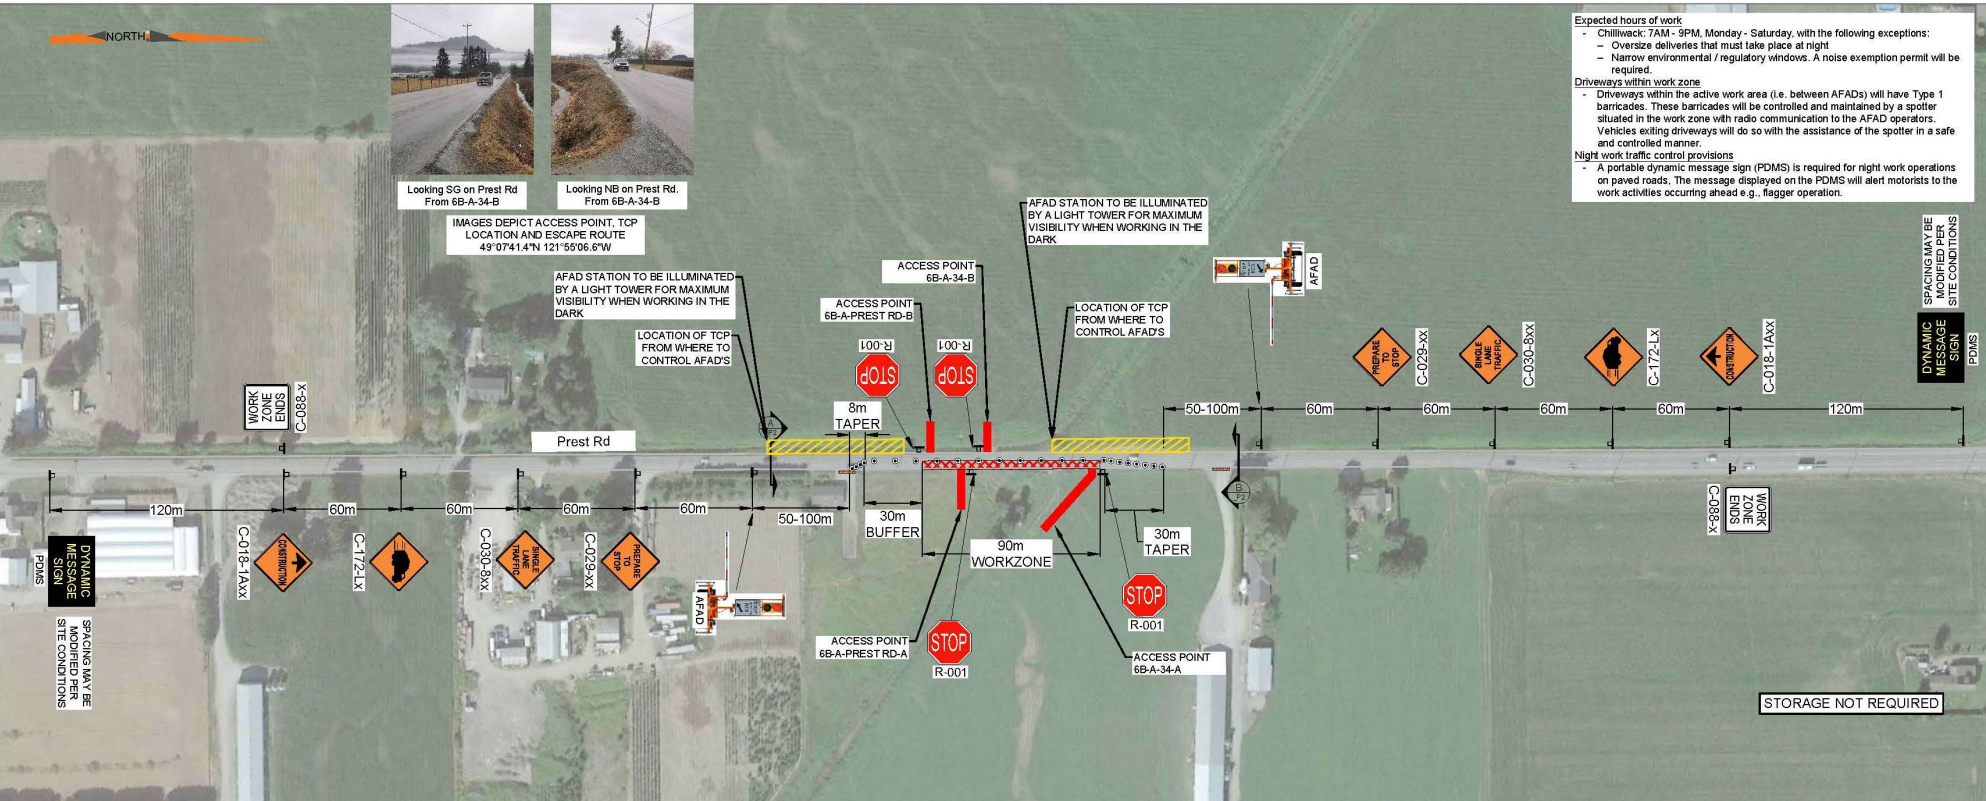 NORTH
Looking SG on Prest Rd
From 6B-A-34-B
Looking NB on Prest Rd.
From 6B-A-34-B
IMAGES DEPICT ACCESS POINT, TCP
LOCATION AND ESCAPE ROUTE
49°07'41.4"N 121°55'06.6"W
Expected hours of work
- Chilliwack: 7AM - 9PM, Monday - Saturday, with the following exceptions:
– Oversize deliveries that must take place at night
– Narrow environmental / regulatory windows. A noise exemption permit will be
required.
Driveways within work zone
- Driveways within the active work area (i.e. between AFADs) will have Type 1
barricades. These barricades will be controlled and maintained by a spotter
situated in the work zone with radio communication to the AFAD operators.
Vehicles exiting driveways will do so with the assistance of the spotter in a safe
and controlled manner.
Night work traffic control provisions
- A portable dynamic message sign (PDMS) is required for night work operations
on paved roads, The message displayed on the PDMS will alert motorists to the
work activities occurring ahead e.g., flagger operation.
AFAD STATION TO BE ILLUMINATED
BY A LIGHT TOWER FOR MAXIMUM
VISIBILITY WHEN WORKING IN THE
DARK
LOCATION OF TCP
FROM WHERE TO
CONTROL AFAD'S
ACCESS POINT
6B-A-PREST RD-B
ACCESS POINT
6B-A-34-B
AFAD STATION TO BE ILLUMINATED
BY A LIGHT TOWER FOR MAXIMUM
VISIBILITY WHEN WORKING IN THE
DARK
LOCATION OF TCP
FROM WHERE TO
CONTROL AFAD'S
AFAD
R-001
STOP
R-001
STOP
8m
TAPER
WORK
ZONE
ENDS
C-088-x
Prest Rd
A
P2
50-100m
60m
60m
60m
60m
120m
PREPARE
TO
STOP
C-029-xx
SINGLE
LANE
TRAFFIC
C-030-8xx
C-172-Lx
CONSTRUCTION
C-018-1Axx
SPACING MAY BE
MODIFIED PER
SITE CONDITIONS
DYNAMIC
MESSAGE
SIGN
PDMS
120m
60m
60m
60m
60m
50-100m
30m
BUFFER
90m
WORKZONE
30m
TAPER
B
P2
C-088-x
WORK
ZONE
ENDS
PDMS
DYNAMIC
MESSAGE
SIGN
SPACING MAY BE
MODIFIED PER
SITE CONDITIONS
C-018-1Axx
CONSTRUCTION
C-172-Lx
C-030-8xx
SINGLE
LANE
TRAFFIC
C-029-xx
PREPARE
TO
STOP
AFAD
ACCESS POINT
6B-A-PREST RD-A
STOP
R-001
STOP
R-001
ACCESS POINT
6B-A-34-A
STORAGE NOT REQUIRED